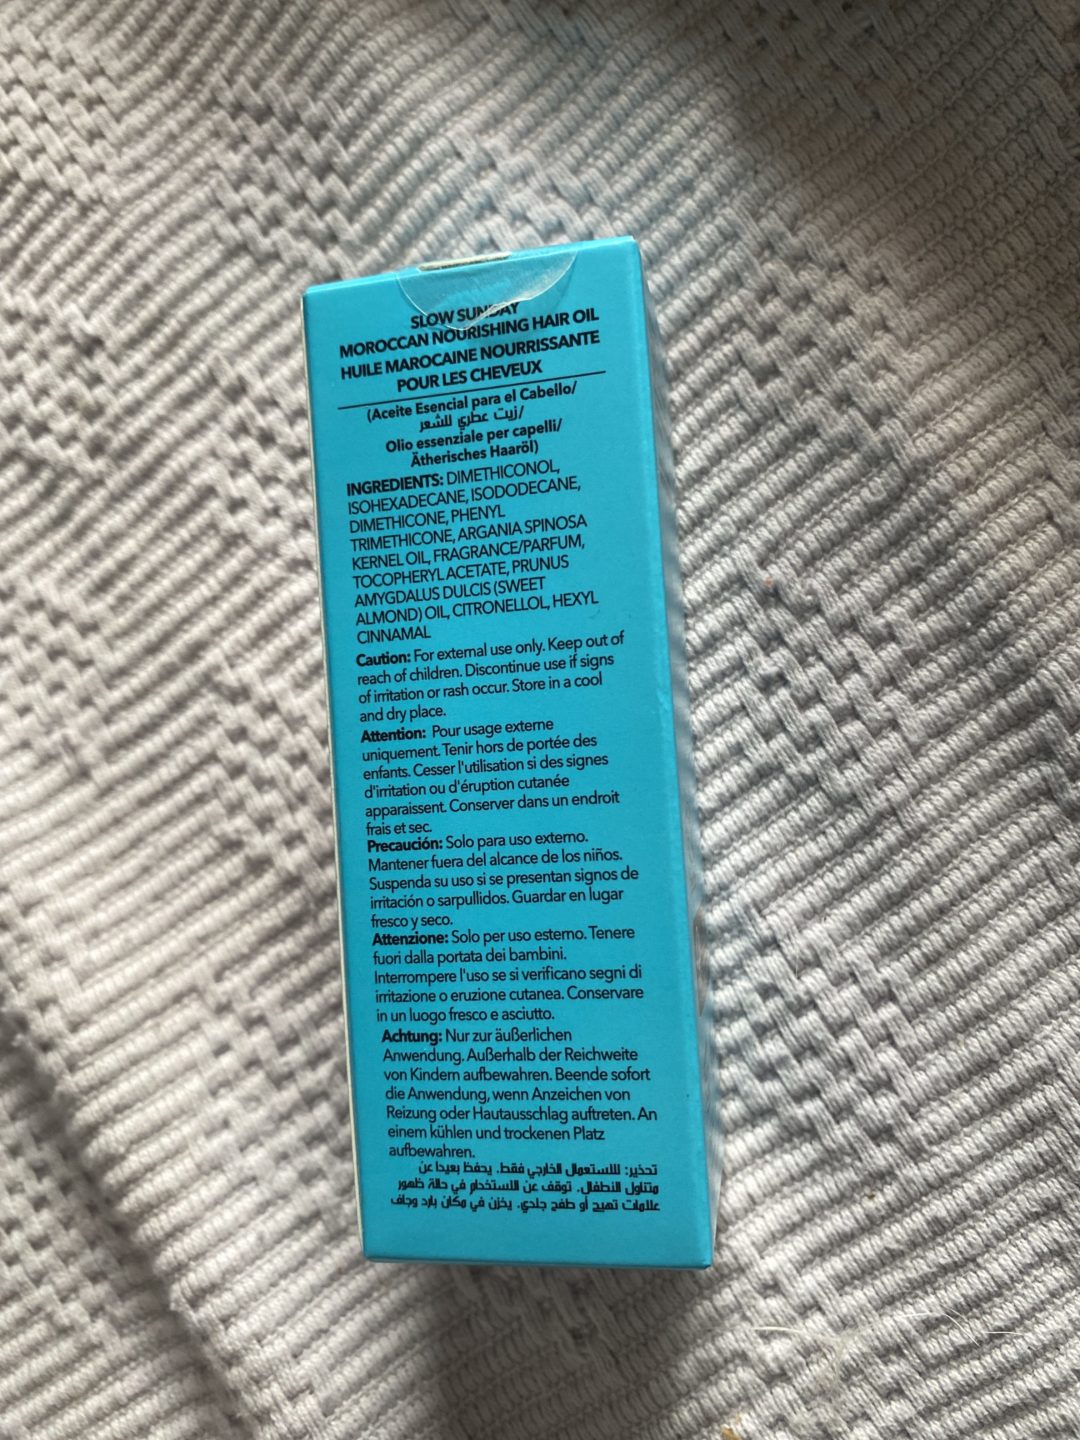 SLOW SUNDAY
MOROCCAN NOURISHING HAIR OIL
HUILE MAROCAINE NOURRISSANTE
POUR LES CHEVEUX
(Aceite Esencial para el Cabello/
زيت عطري للشعر/
Olio essenziale per capelli/
Ätherisches Haaröl)
INGREDIENTS: DIMETHICONOL,
ISOHEXADECANE, ISODODECANE,
DIMETHICONE, PHENYL
TRIMETHICONE, ARGANIA SPINOSA
KERNEL OIL, FRAGRANCE/PARFUM,
TOCOPHERYL ACETATE, PRUNUS
AMYGDALUS DULCIS (SWEET
ALMOND) OIL, CITRONELLOL, HEXYL
CINNAMAL
Caution: For external use only. Keep out of
reach of children. Discontinue use if signs
of irritation or rash occur. Store in a cool
and dry place.
Attention: Pour usage externe
uniquement. Tenir hors de portée des
enfants. Cesser l'utilisation si des signes
d'irritation ou d'éruption cutanée
apparaissent. Conserver dans un endroit
frais et sec.
Precaución: Solo para uso externo.
Mantener fuera del alcance de los niños.
Suspenda su uso si se presentan signos de
irritación o sarpullidos. Guardar en lugar
fresco y seco.
Attenzione: Solo per uso esterno. Tenere
fuori dalla portata dei bambini.
Interrompere l'uso se si verificano segni di
irritazione o eruzione cutanea. Conservare
in un luogo fresco e asciutto.
Achtung: Nur zur äußerlichen
Anwendung. Außerhalb der Reichweite
von Kindern aufbewahren. Beende sofort
die Anwendung, wenn Anzeichen von
Reizung oder Hautausschlag auftreten. An
einem kühlen und trockenen Platz
aufbewahren.
تحذير: للاستعمال الخارجي فقط. يحفظ بعيدا عن
متناول الاطفال. توقف عن الاستخدام في حالة ظهور
علامات تهيج أو طفح جلدي. يخزن في مكان بارد وجاف